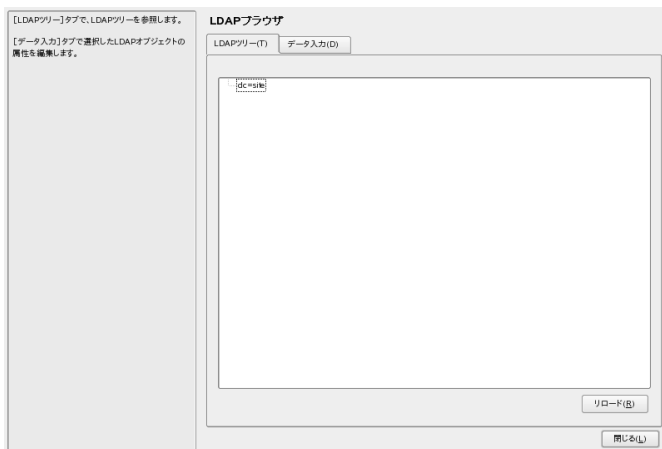 [LDAPツリー]タブで、LDAPツリーを参照します。
[データ入力]タブで選択したLDAPオブジェクトの
属性を編集します。
LDAPブラウザ
LDAPツリー(T)
データ入力(D)
dc=site
リロード(R)
閉じる(L)